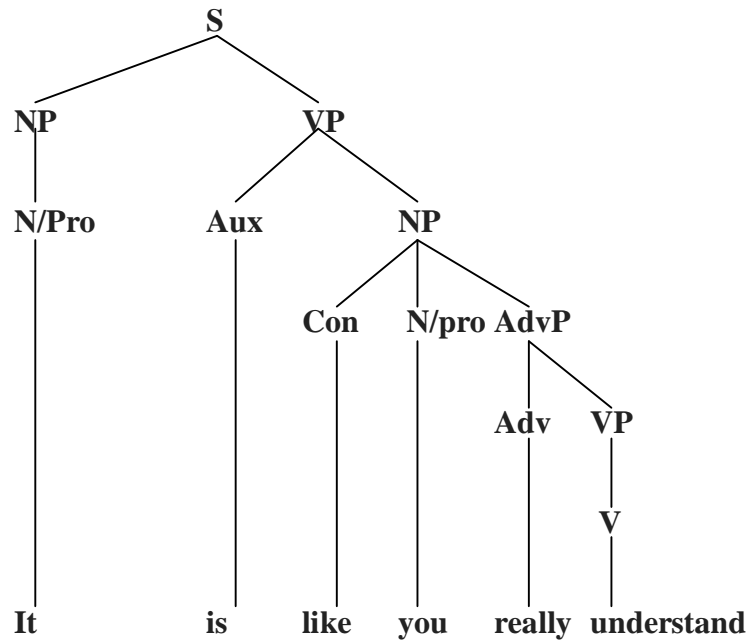 S
NP VP
N/Pro Aux NP
Con N/pro AdvP
Adv VP
V
It is like you really understand